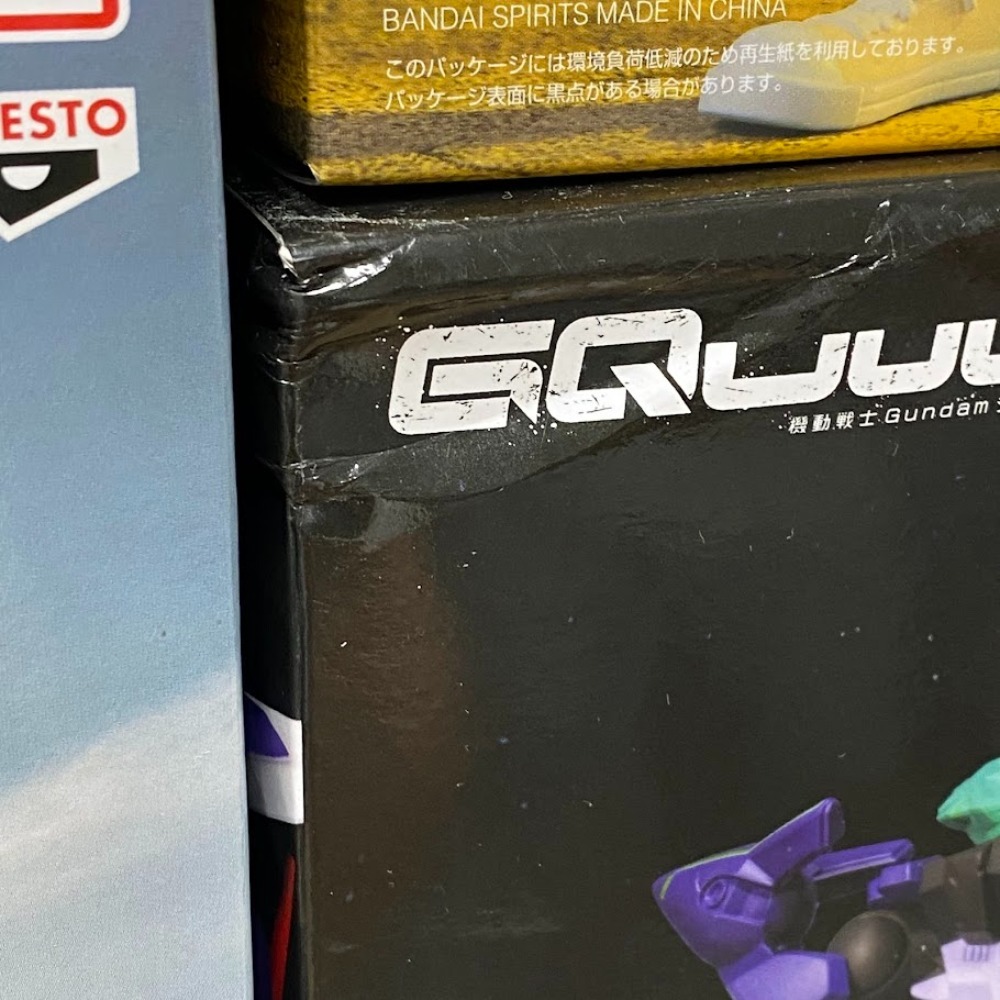 BANDAI SPIRITS MADE IN CHINA
このパッケージには環境負荷低減のため再生紙を利用しております。
パッケージ表面に黒点がある場合があります。
ESTO
GQuuu
機動戦士Gundam